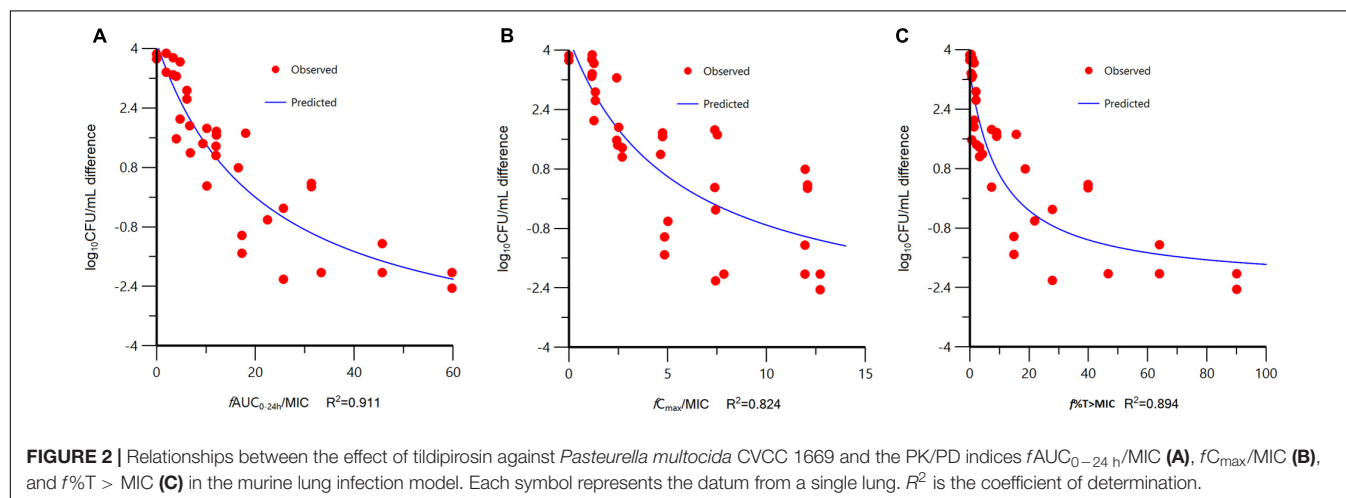 A
4
2.4
0.8
-0.8
-2.4
-4
log10CFU/mL difference
Observed
Predicted
0 20 40 60
fAUC0-24h/MIC R2=0.911
B
4
2.4
0.8
-0.8
-2.4
-4
log10CFU/mL difference
Observed
Predicted
0 5 10 15
fCmax/MIC R2=0.824
C
4
2.4
0.8
-0.8
-2.4
-4
log10CFU/mL difference
Observed
Predicted
0 20 40 60 80 100
f%T>MIC R2=0.894
FIGURE 2 | Relationships between the effect of tildipirosin against Pasteurella multocida CVCC 1669 and the PK/PD indices fAUC0−24 h/MIC (A), fCmax/MIC (B),
and f%T > MIC (C) in the murine lung infection model. Each symbol represents the datum from a single lung. R2 is the coefficient of determination.